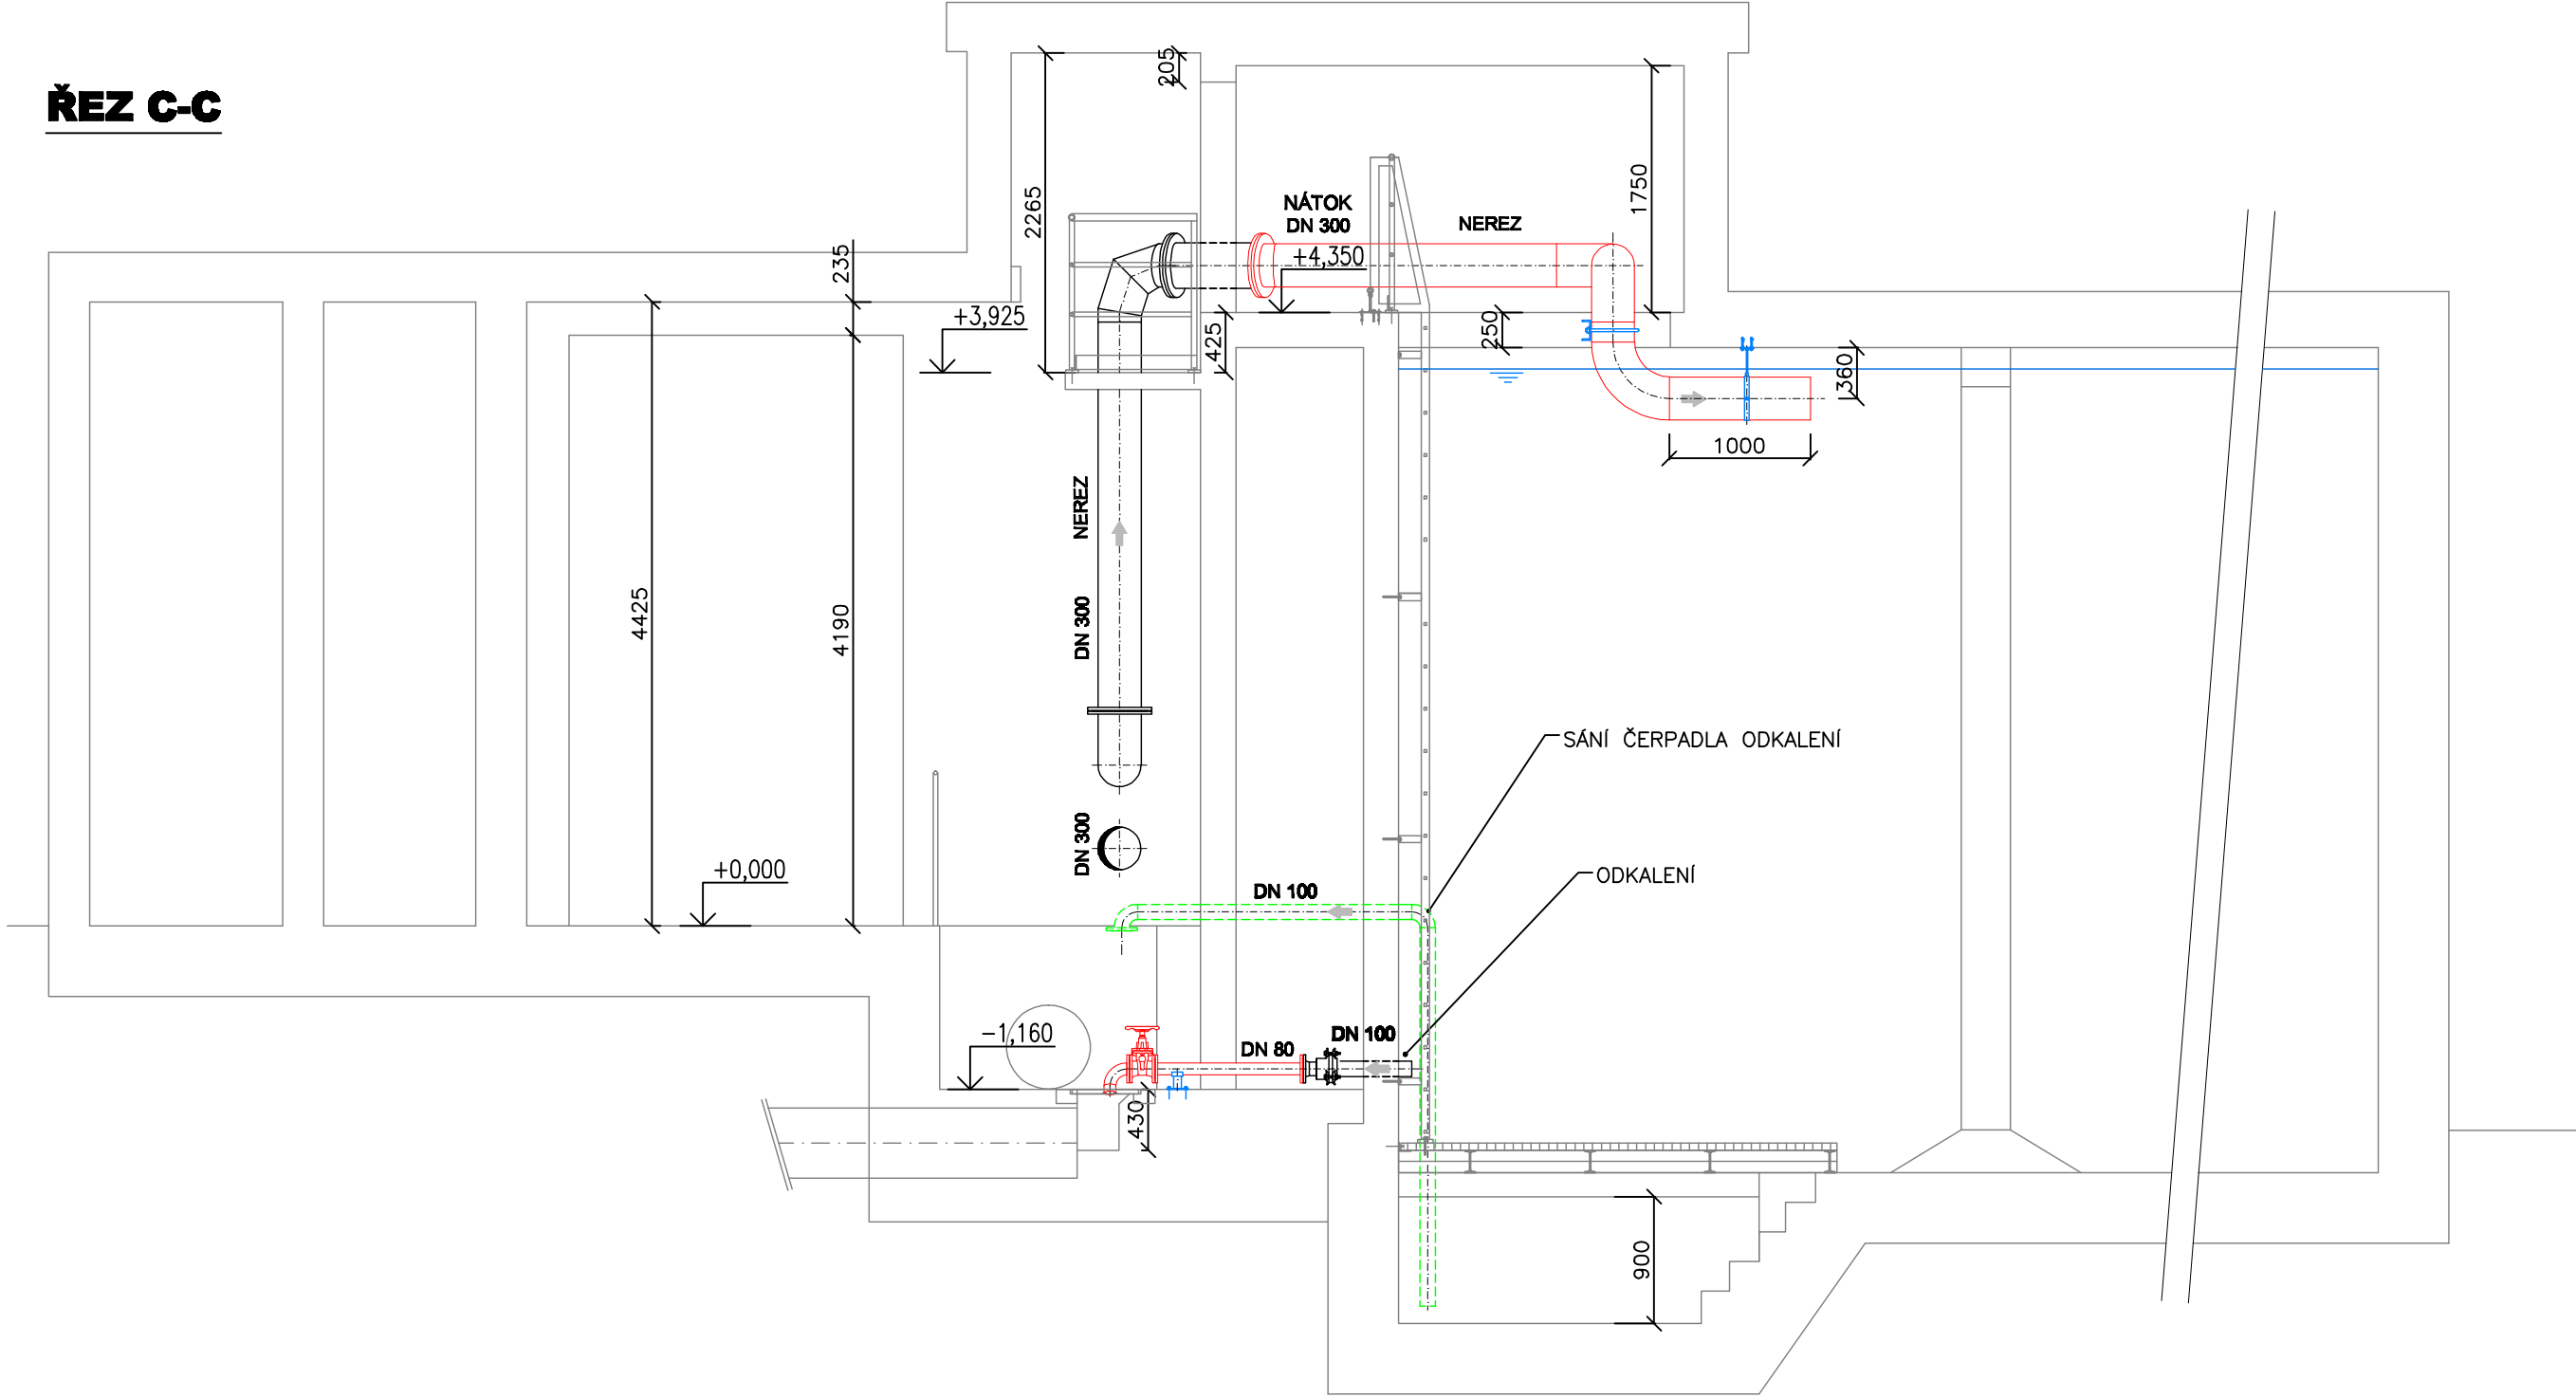 ŘEZ C-C
205
2265
1750
NÁTOK
DN 300
NEREZ
+4,350
235
+3,925
425
250
360
1000
NEREZ
DN 300
4425
4190
SÁNÍ ČERPADLA ODKALENÍ
DN 300
+0,000
DN 100
ODKALENÍ
-1,160
DN 80
DN 100
430
900